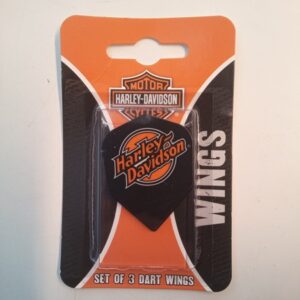 MOTOR
HARLEY-DAVIDSON
CYCLES
Harley
Davidson
WINGS
SET OF 3 DART WINGS